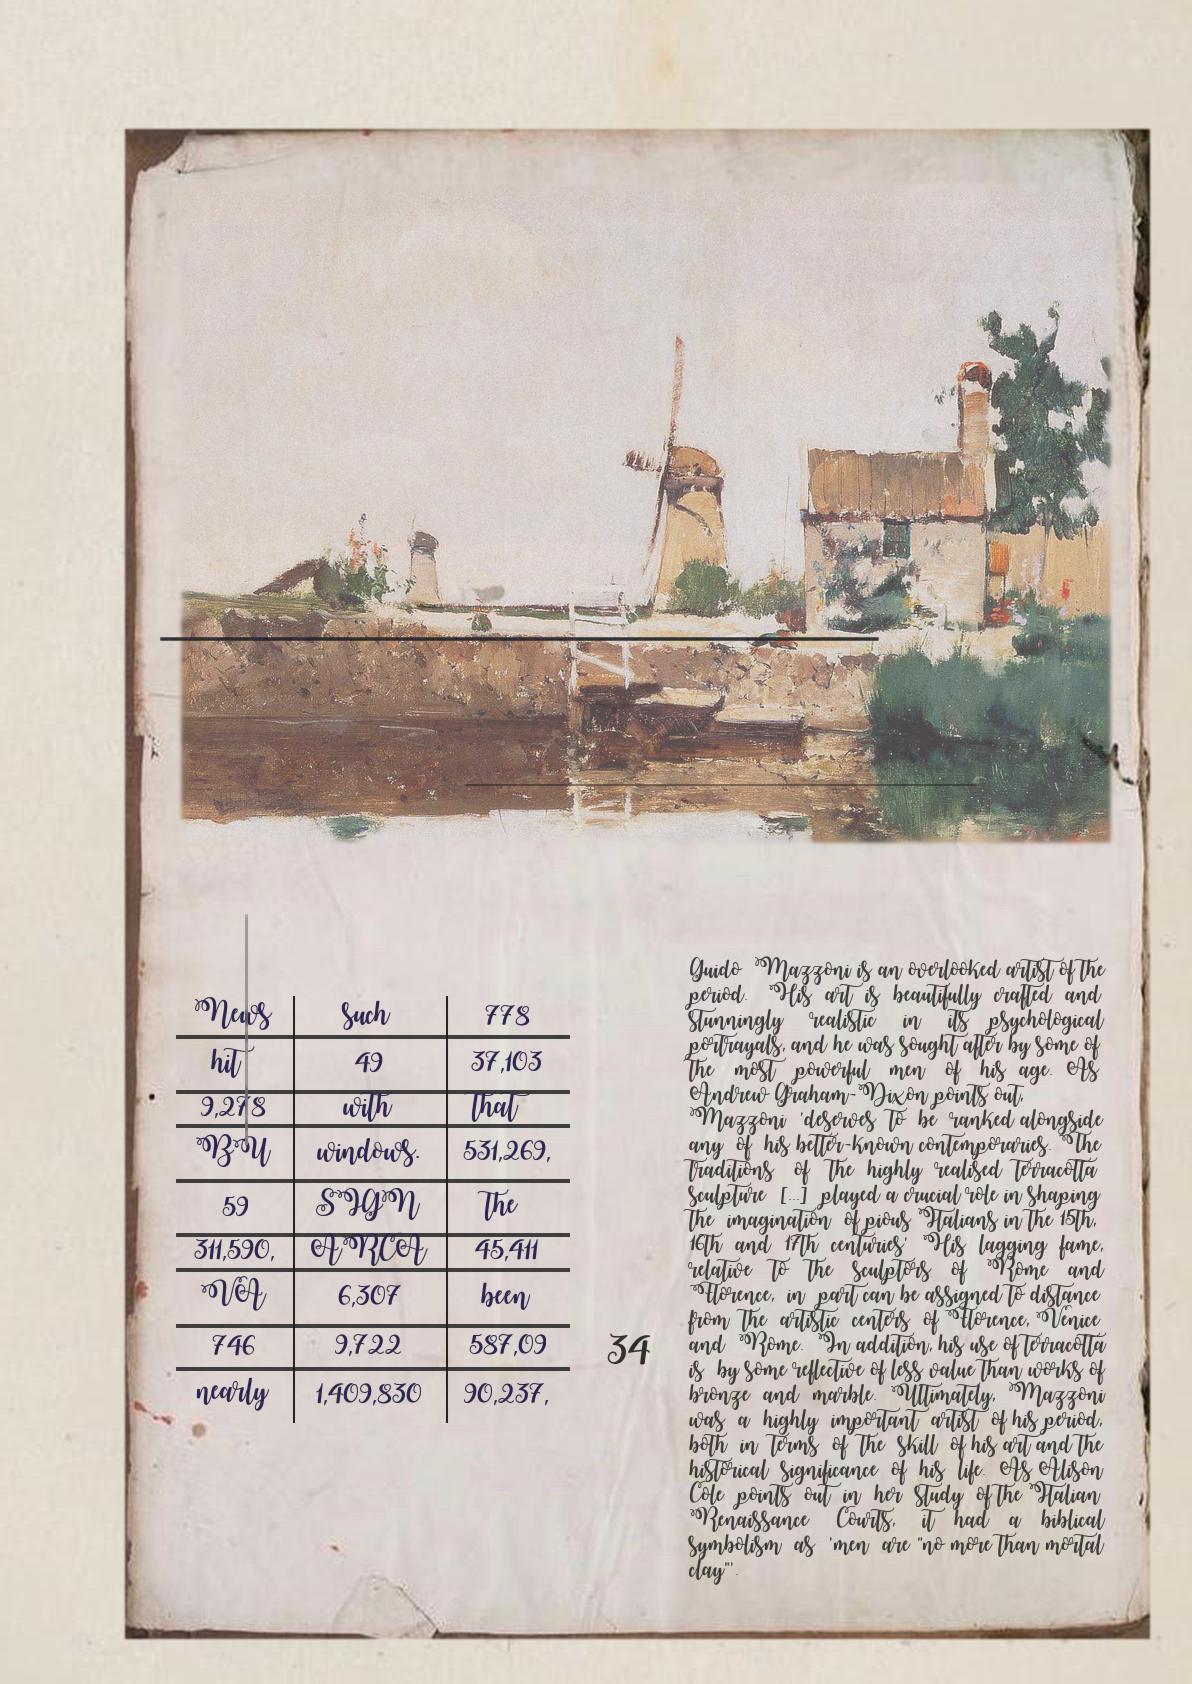 News such 778
hit 49 37,103
9,278 with that
BU windows. 531,269,
59 SHGN The
311,590, ARCA 45,411
VA 6,307 been
746 9,722 587,09
nearly 1,409,830 90,237,
34
Guido Mazzoni is an overlooked artist of the
period. His art is beautifully crafted and
stunningly realistic in its psychological
portrayals, and he was sought after by some of
the most powerful men of his age. As
Andrew Graham-Dixon points out,
Mazzoni 'deserves to be ranked alongside
any of his better-known contemporaries. The
traditions of the highly realised terracotta
sculpture [...] played a crucial role in shaping
the imagination of pious Italians in the 15th,
16th and 17th centuries' His lagging fame,
relative to the sculptors of Rome and
Florence, in part can be assigned to distance
from the artistic centers of Florence, Venice
and Rome. In addition, his use of terracotta
is by some reflective of less value than works of
bronze and marble. Ultimately, Mazzoni
was a highly important artist of his period,
both in terms of the skill of his art and the
historical significance of his life. As Alison
Cole points out in her study of the Italian
Renaissance Courts, it had a biblical
symbolism as 'men are "no more than mortal
clay"'.